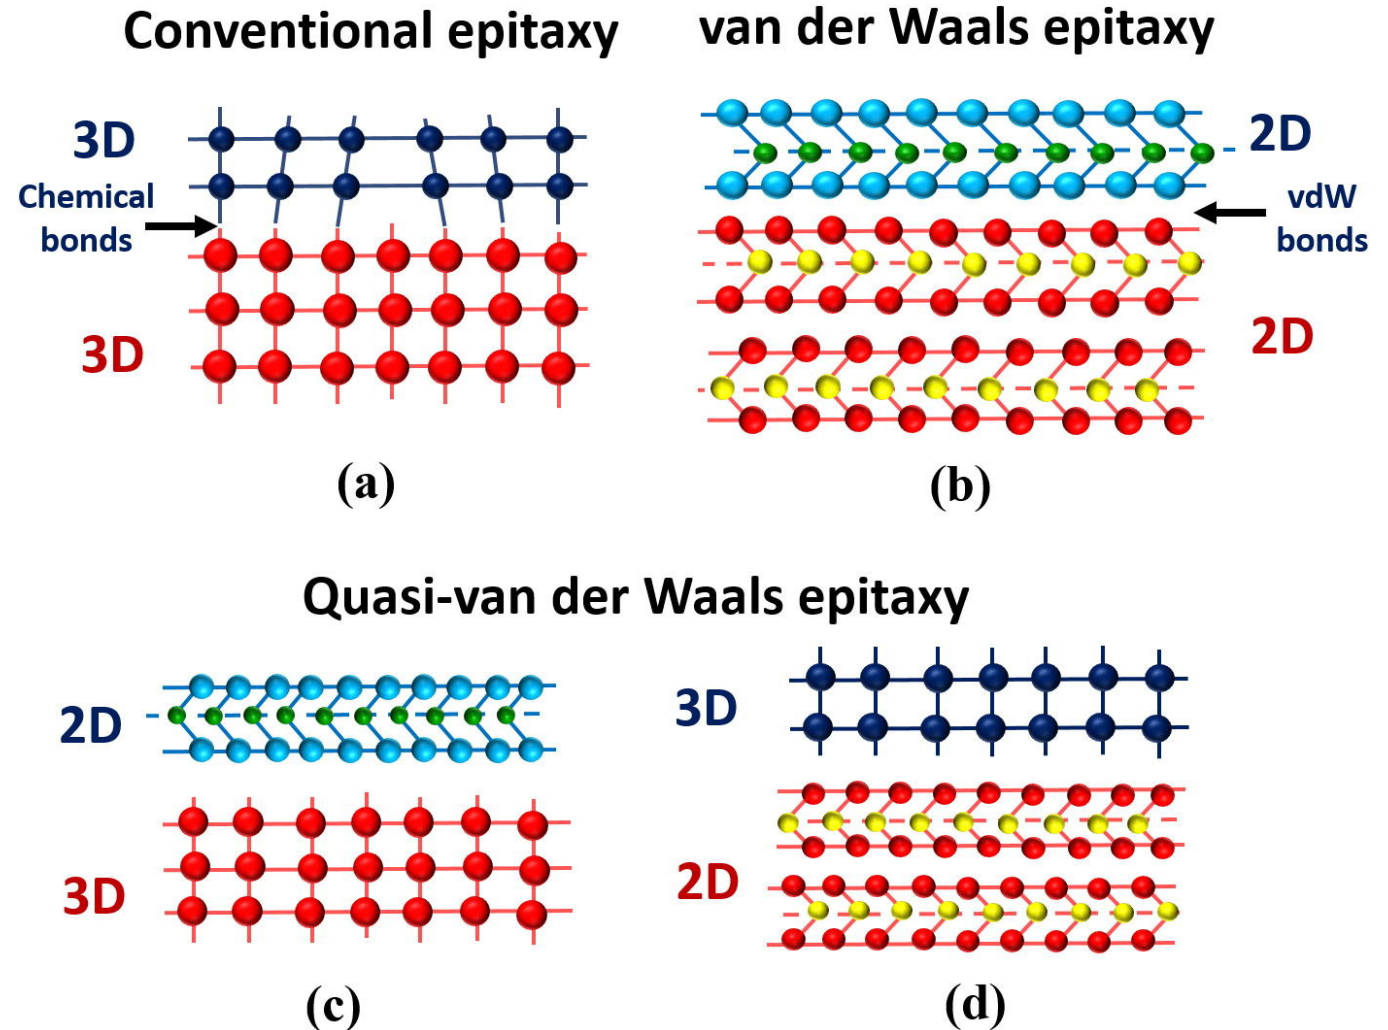 Conventional epitaxy
van der Waals epitaxy
3D
Chemical
bonds
3D
2D
vdW
bonds
2D
(a)
(b)
Quasi-van der Waals epitaxy
2D
3D
3D
2D
(c)
(d)